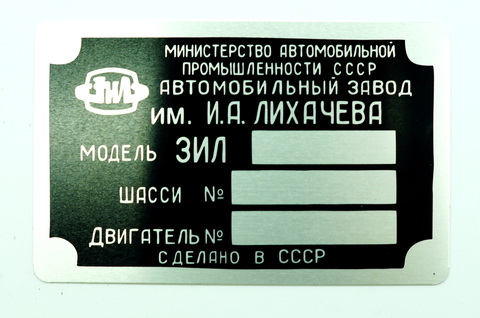 МИНИСТЕРСТВО АВТОМОБИЛЬНОЙ
ПРОМЫШЛЕННОСТИ СССР
АВТОМОБИЛЬНЫЙ ЗАВОД
ЗИЛ
ИМ. И.А. ЛИХАЧЕВА
МОДЕЛЬ ЗИЛ
ШАССИ №
ДВИГАТЕЛЬ №
СДЕЛАНО В СССР